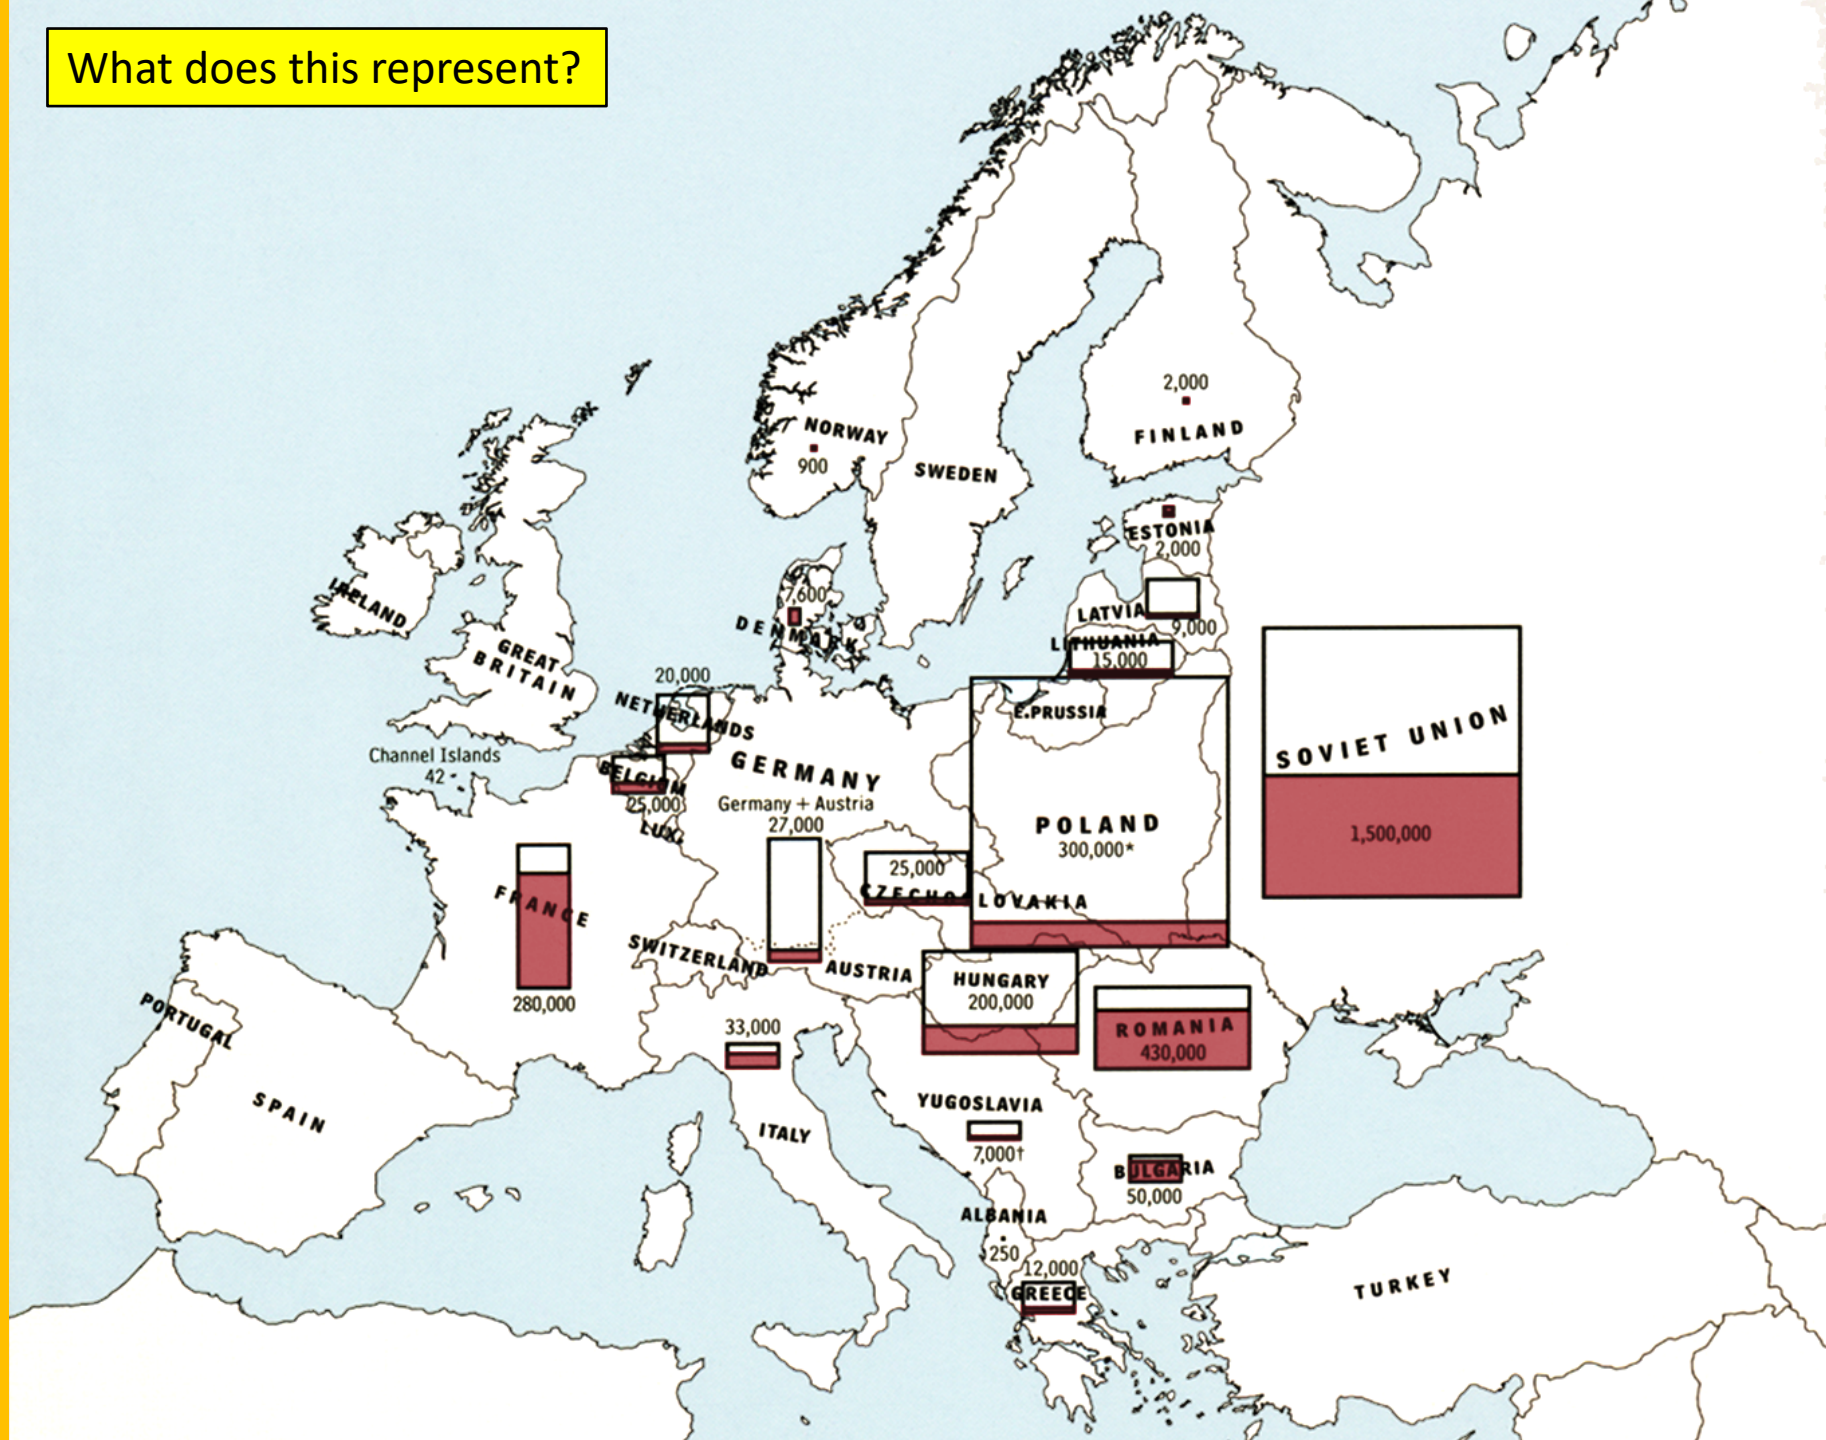 What does this represent?
2,000
FINLAND
NORWAY
900
SWEDEN
ESTONIA
2,000
7,600
DENMARK
LATVIA
9,000
LITHUANIA
15,000
IRELAND
GREAT
BRITAIN
20,000
NETHERLANDS
E.PRUSSIA
SOVIET UNION
1,500,000
Channel Islands
42
BELGIUM
25,000
LUX.
GERMANY
Germany + Austria
27,000
POLAND
300,000*
25,000
CZECHOSLOVAKIA
FRANCE
280,000
SWITZERLAND
AUSTRIA
HUNGARY
200,000
ROMANIA
430,000
PORTUGAL
SPAIN
33,000
ITALY
YUGOSLAVIA
7,000†
BULGARIA
50,000
ALBANIA
250
12,000
GREECE
TURKEY